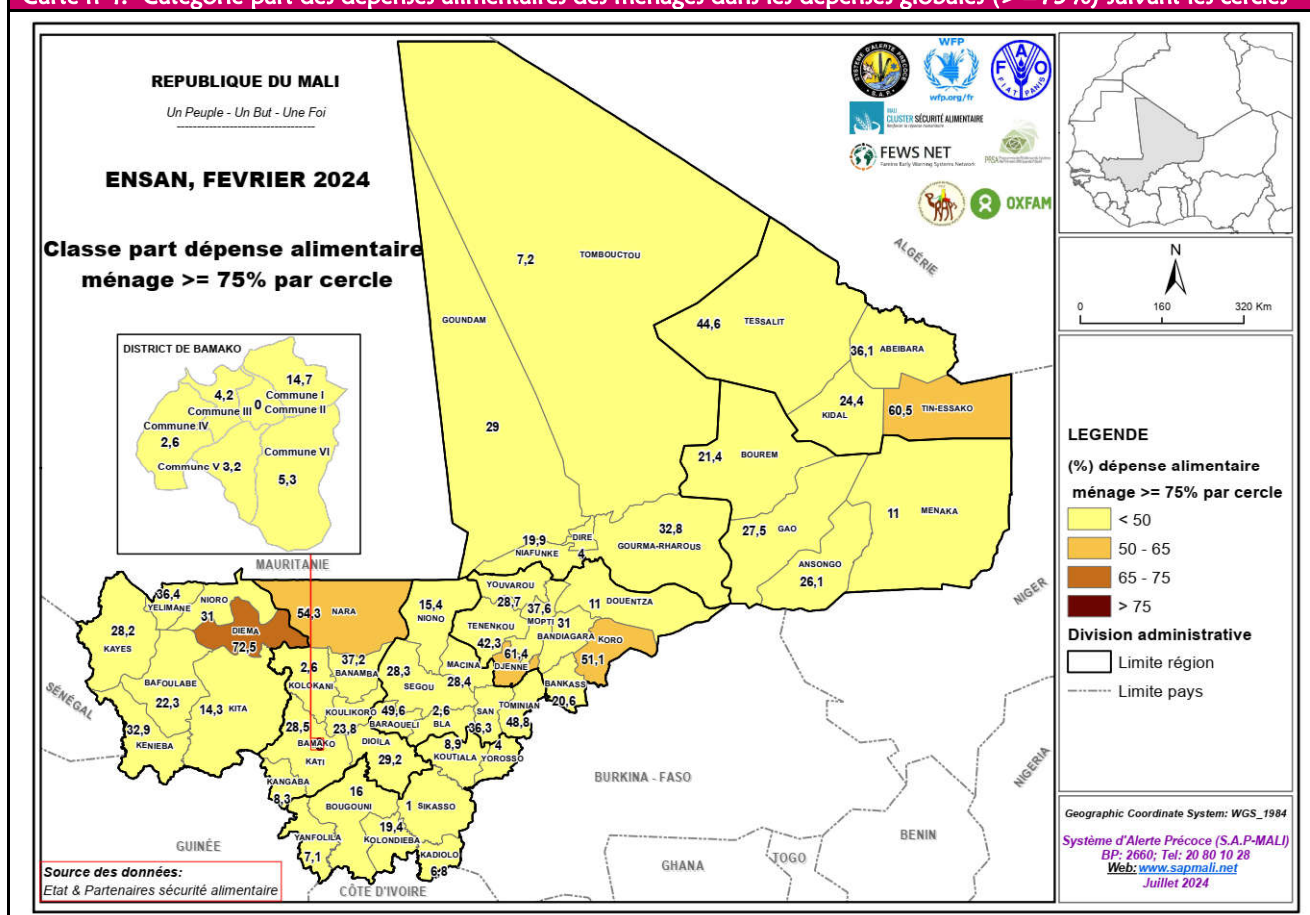 Carte n°4: Catégorie part des dépenses alimentaires des ménages dans les dépenses globales (>= 75%) suivant les cercles
REPUBLIQUE DU MALI
Un Peuple - Un But - Une Foi
ENSAN, FEVRIER 2024
Classe part dépense alimentaire
ménage >= 75% par cercle
SYSTÈME D'ALERTE PRÉCOCE
S.A.P.
WFP
wfp.org/fr
FAO
FIAT PANIS
MALI
CLUSTER SÉCURITÉ ALIMENTAIRE
FEWS NET
Famine Early Warning Systems Network
OXFAM
DISTRICT DE BAMAKO
14,7
Commune I
4,2
Commune III
0
Commune II
Commune IV
2,6
Commune V 3,2
Commune VI
5,3
ALGÉRIE
MAURITANIE
SÉNÉGAL
GUINÉE
CÔTE D'IVOIRE
BURKINA - FASO
GHANA
TOGO
BENIN
NIGERIA
NIGER
7,2 TOMBOUCTOU
GOUNDAM
29
44,6 TESSALIT
36,1 ABEIBARA
24,4
KIDAL
60,5 TIN-ESSAKO
21,4 BOUREM
11 MENAKA
27,5 GAO
ANSONGO
26,1
32,8
GOURMA-RHAROUS
DIRE
4
19,9
NIAFUNKE
36,4
YELIMANE
NIORO
31
DIEMA
72,5
28,2
KAYES
BAFOULABE
22,3
14,3 KITA
32,9
KENIEBA
54,3 NARA
15,4
NIONO
YOUVAROU
28,7
37,6
MOPTI
TENENKOU
42,3
11 DOUENTZA
31
BANDIAGARA
KORO
51,1
61,4
DJENNE
BANKASS
20,6
2,6
KOLOKANI
37,2
BANAMBA
28,3
SEGOU
MACINA
28,4
KOULIKORO
23,8
49,6
BARAOUELI
2,6
BLA
SAN
36,3
TOMINIAN
48,8
28,5
BAMAKO
KATI
DIOILA
29,2
8,9
KOUTIALA
4
YOROSSO
KANGABA
8,3
16
BOUGOUNI
1 SIKASSO
19,4
KOLONDIEBA
YANFOLILA
7,1
KADIOLO
6,8
Source des données:
Etat & Partenaires sécurité alimentaire
N
0 160 320 Km
LEGENDE
(%) dépense alimentaire
ménage >= 75% par cercle
< 50
50 - 65
65 - 75
> 75
Division administrative
Limite région
Limite pays
Geographic Coordinate System: WGS_1984
Système d'Alerte Précoce (S.A.P-MALI)
BP: 2660; Tel: 20 80 10 28
Web: www.sapmali.net
Juillet 2024